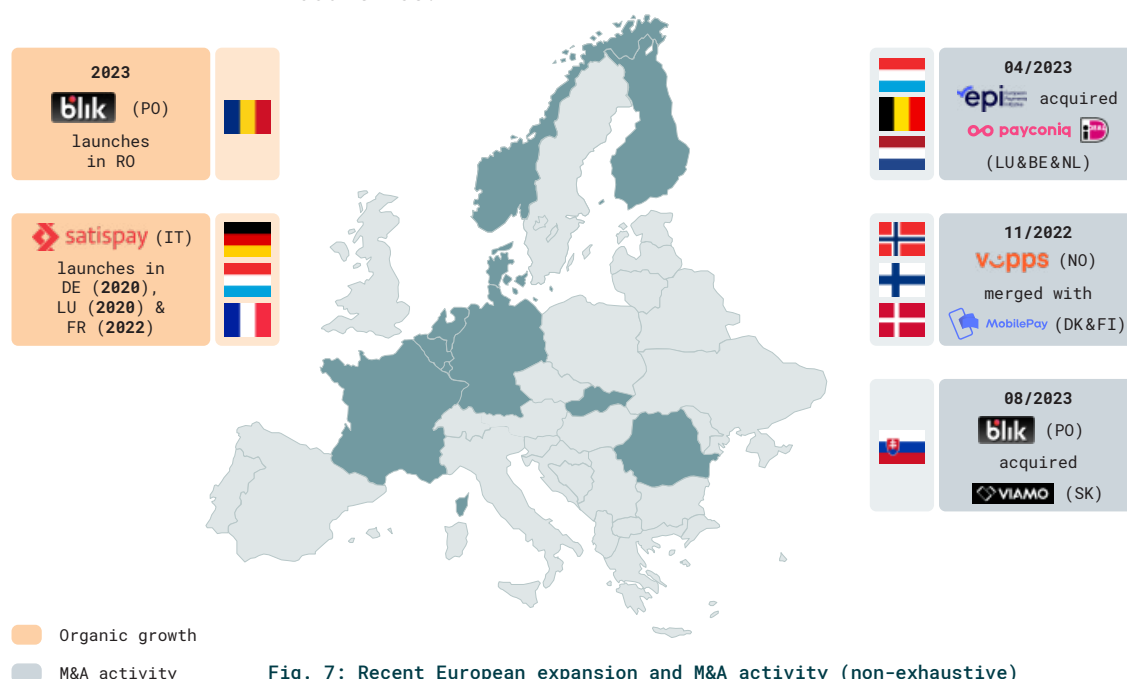 2023
blik (PO)
launches
in RO
satispay (IT)
launches in
DE (2020),
LU (2020) &
FR (2022)
04/2023
epi acquired
payconiq
(LU&BE&NL)
11/2022
vipps (NO)
merged with
MobilePay (DK&FI)
08/2023
blik (PO)
acquired
VIAMO (SK)
Organic growth
M&A activity
Fig. 7: Recent European expansion and M&A activity (non-exhaustive)